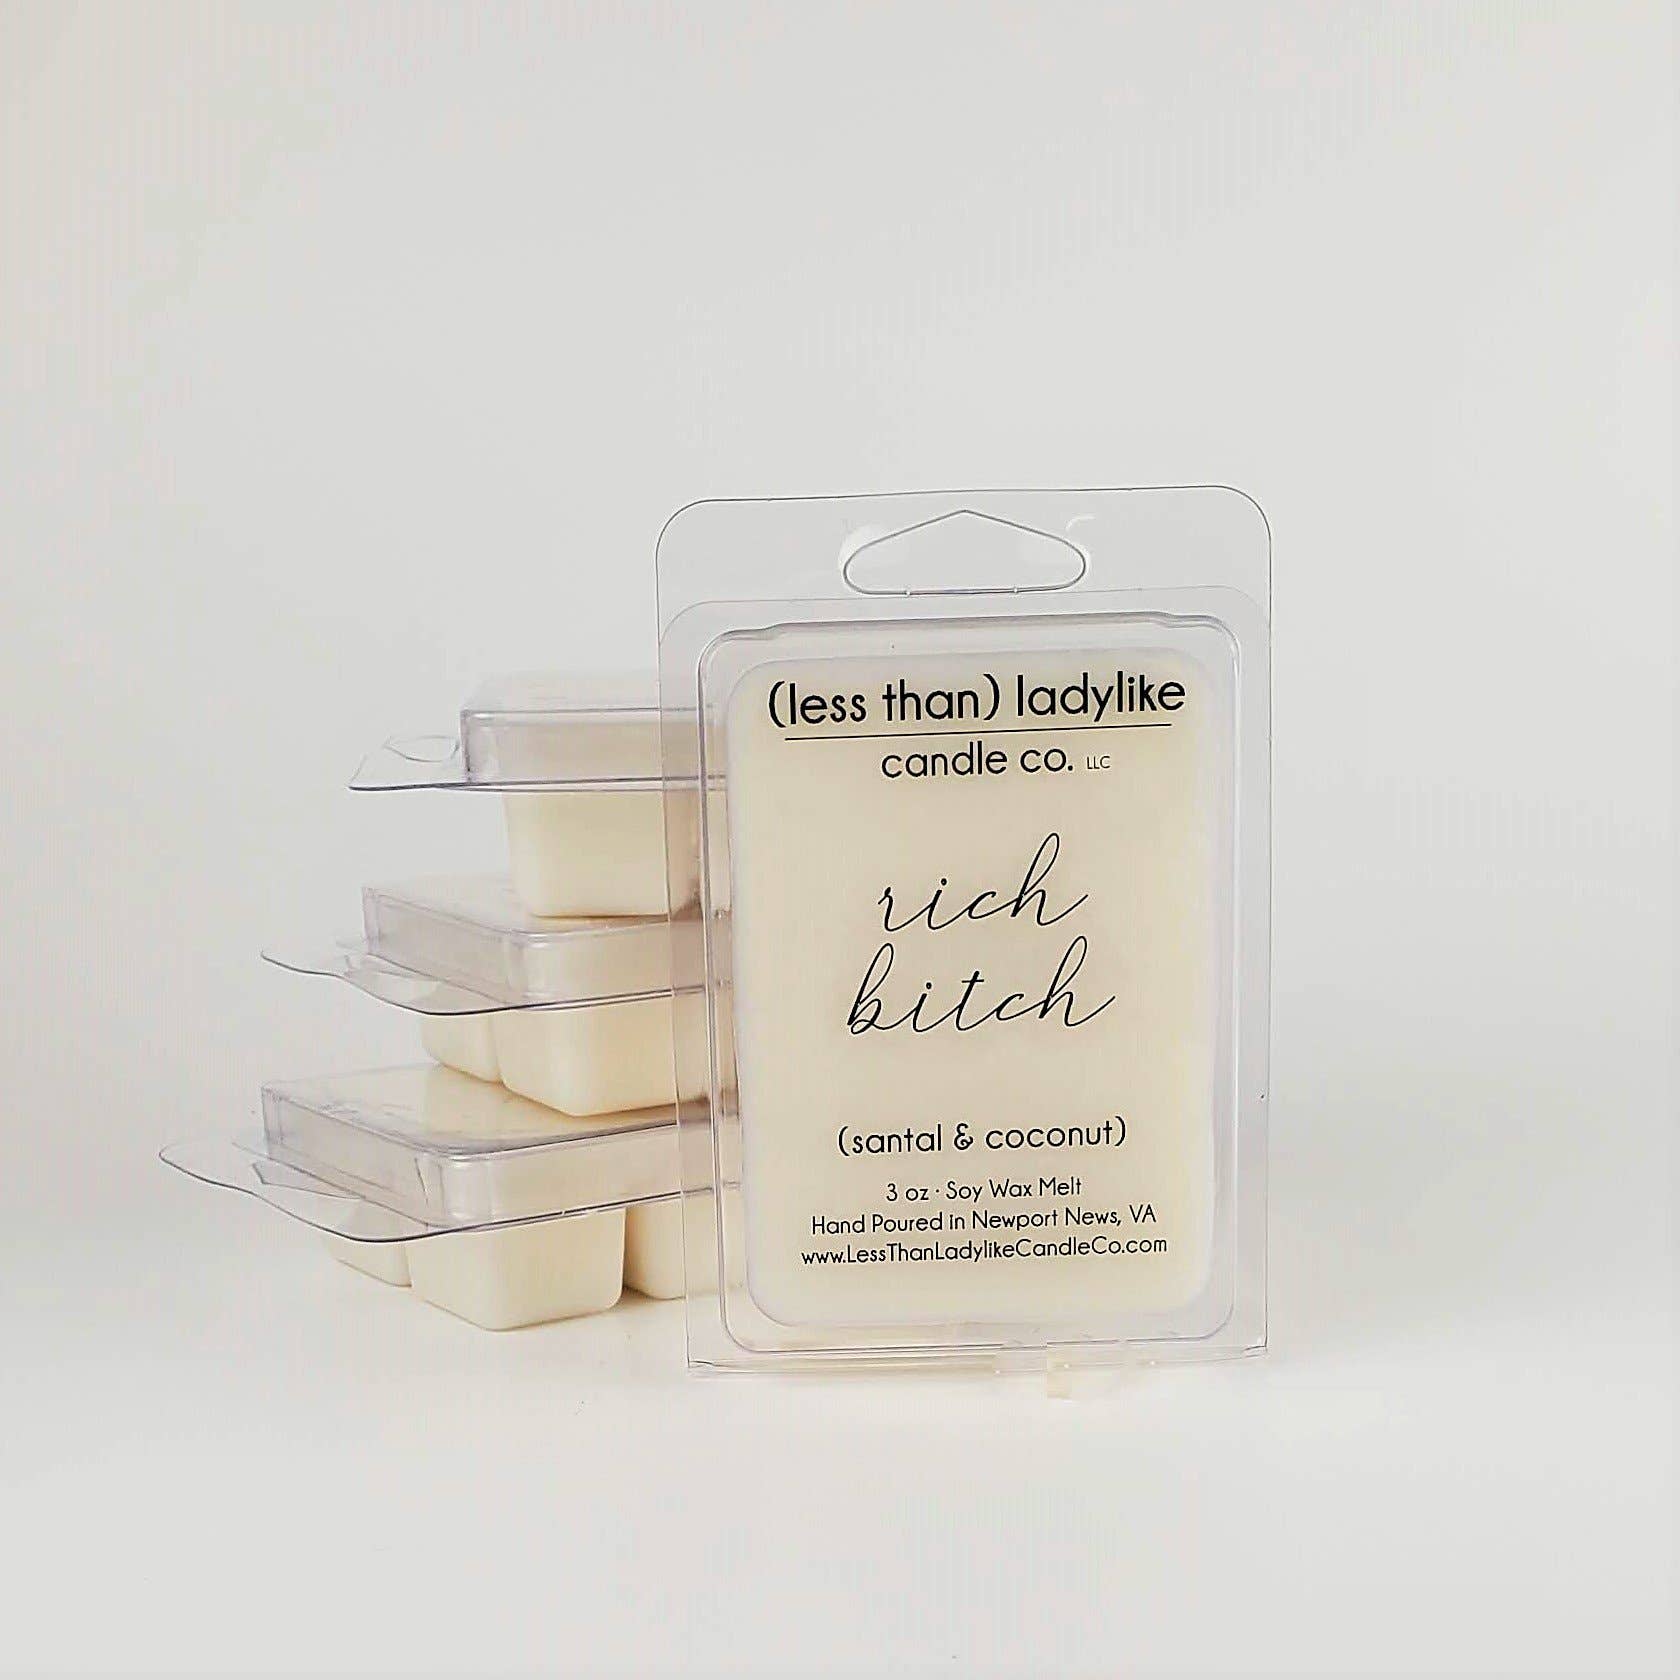 (less than) ladylike
candle co. LLC
rich
bitch
(santal & coconut)
3 oz · Soy Wax Melt
Hand Poured in Newport News, VA
www.LessThanLadylikeCandleCo.com